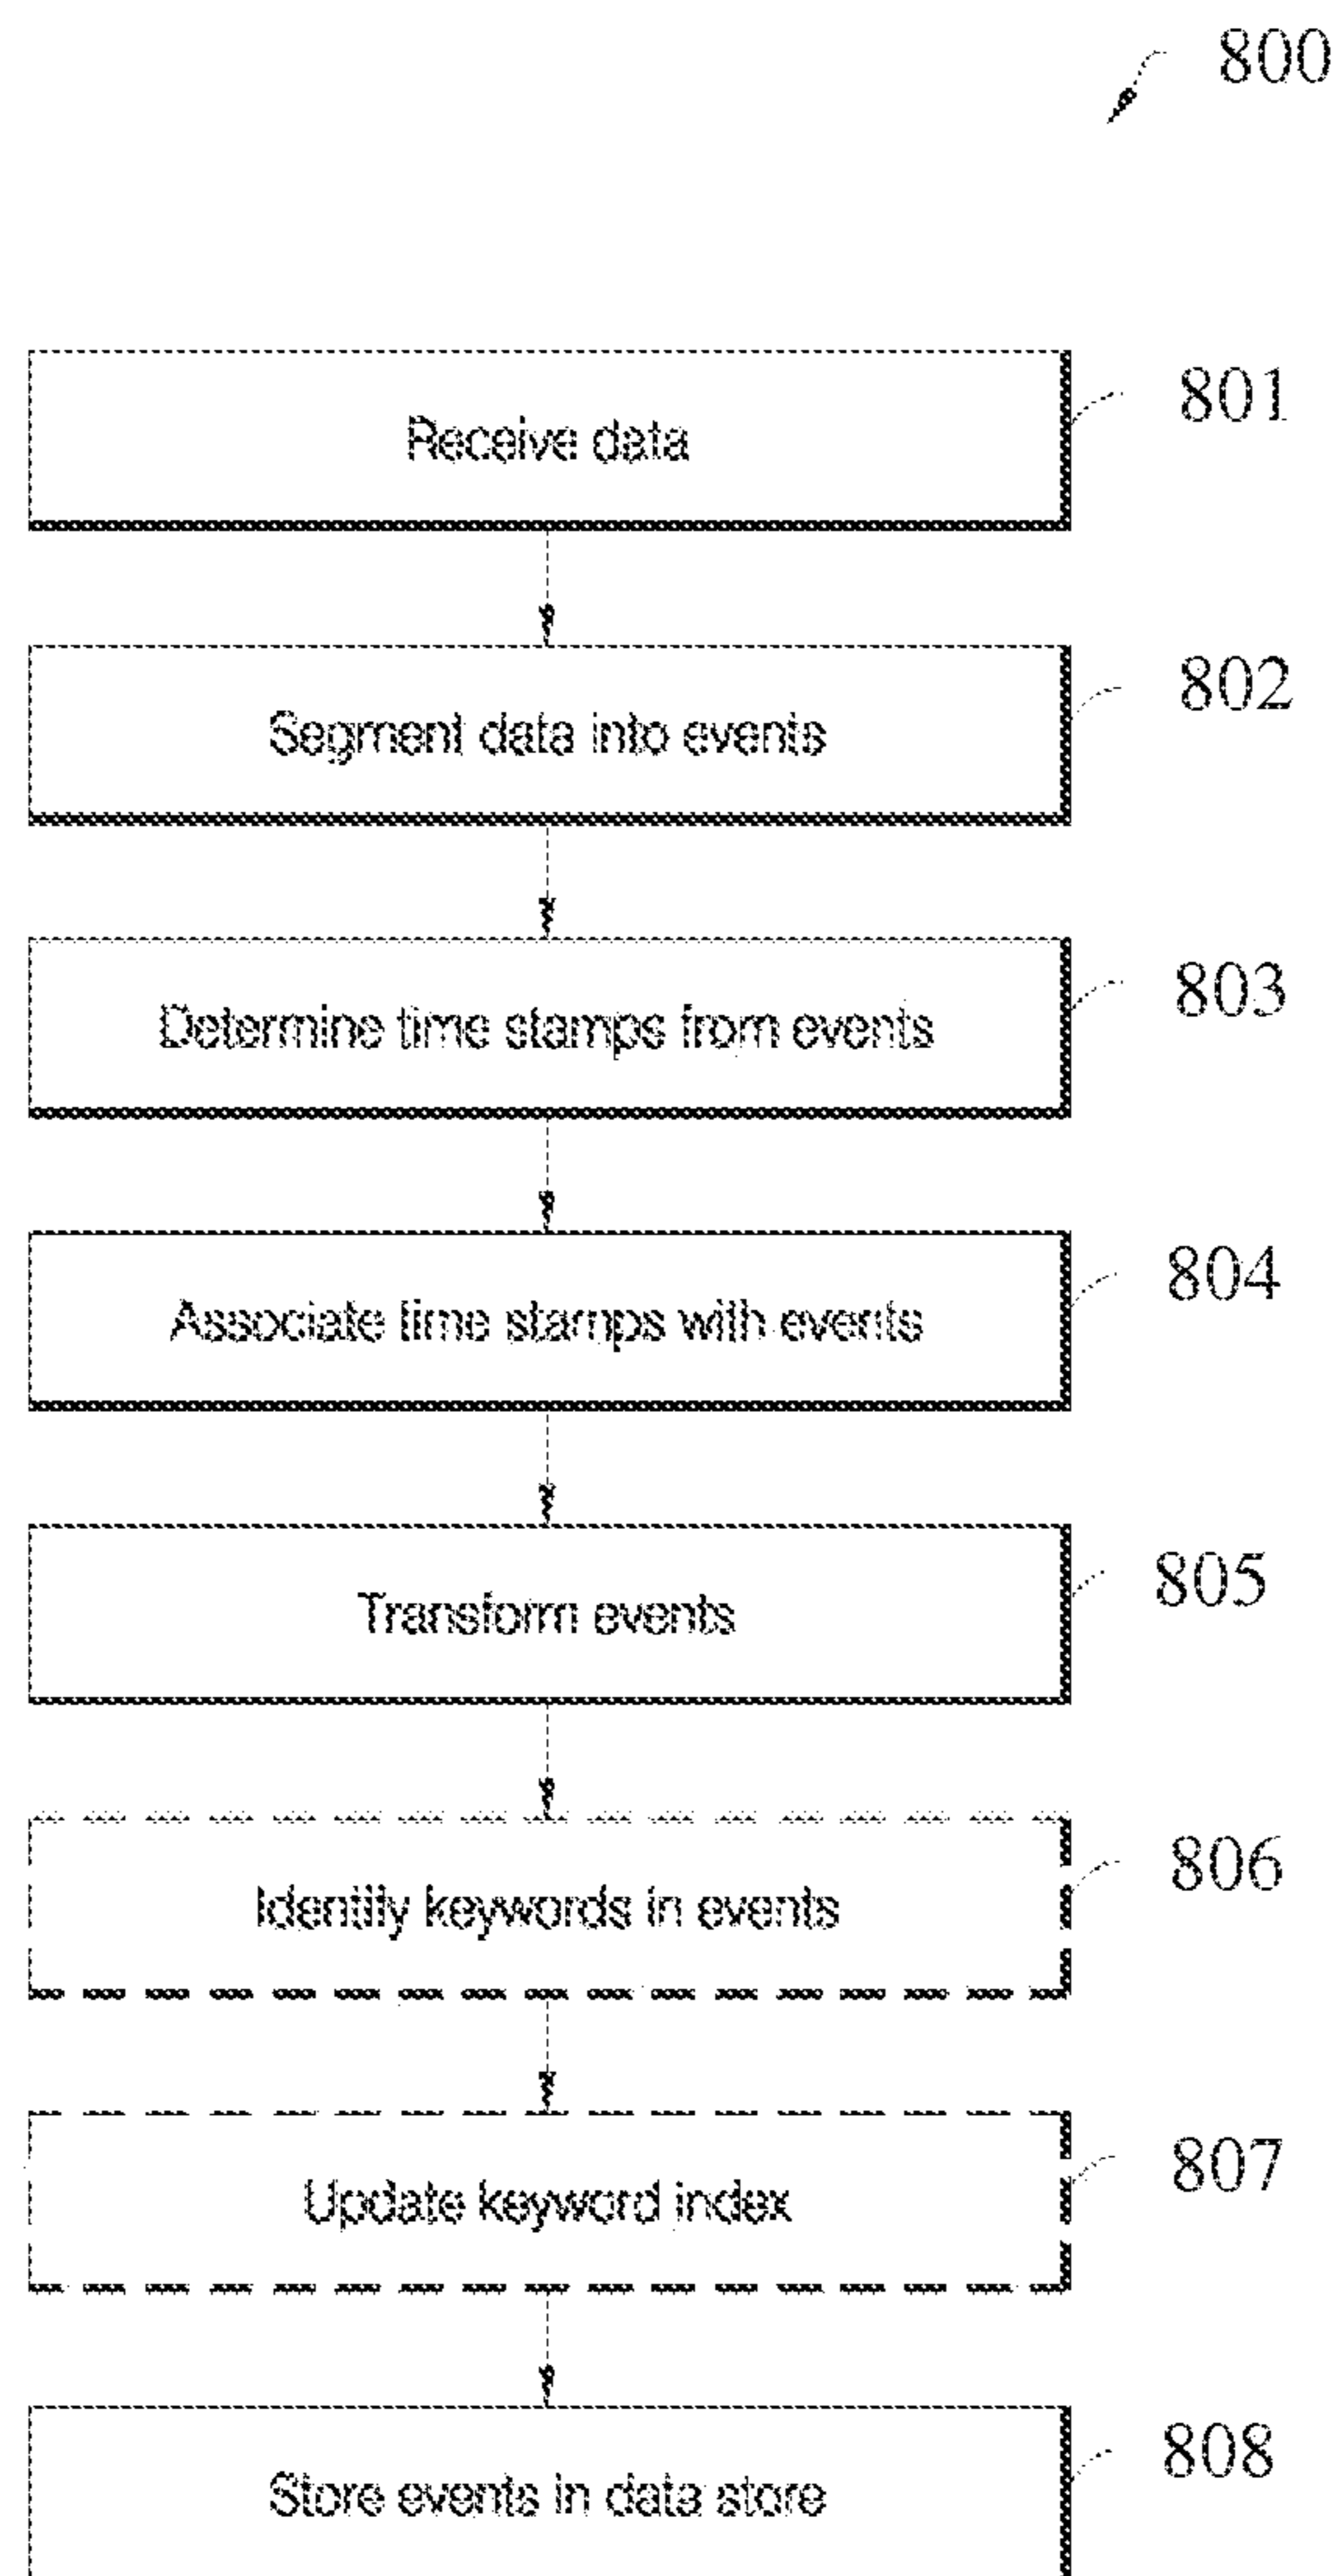 800
Receive data
801
Segment data into events
802
Determine time stamps from events
803
Associate time stamps with events
804
Transform events
805
Identify keywords in events
806
Update keyword index
807
Store events in data store
808